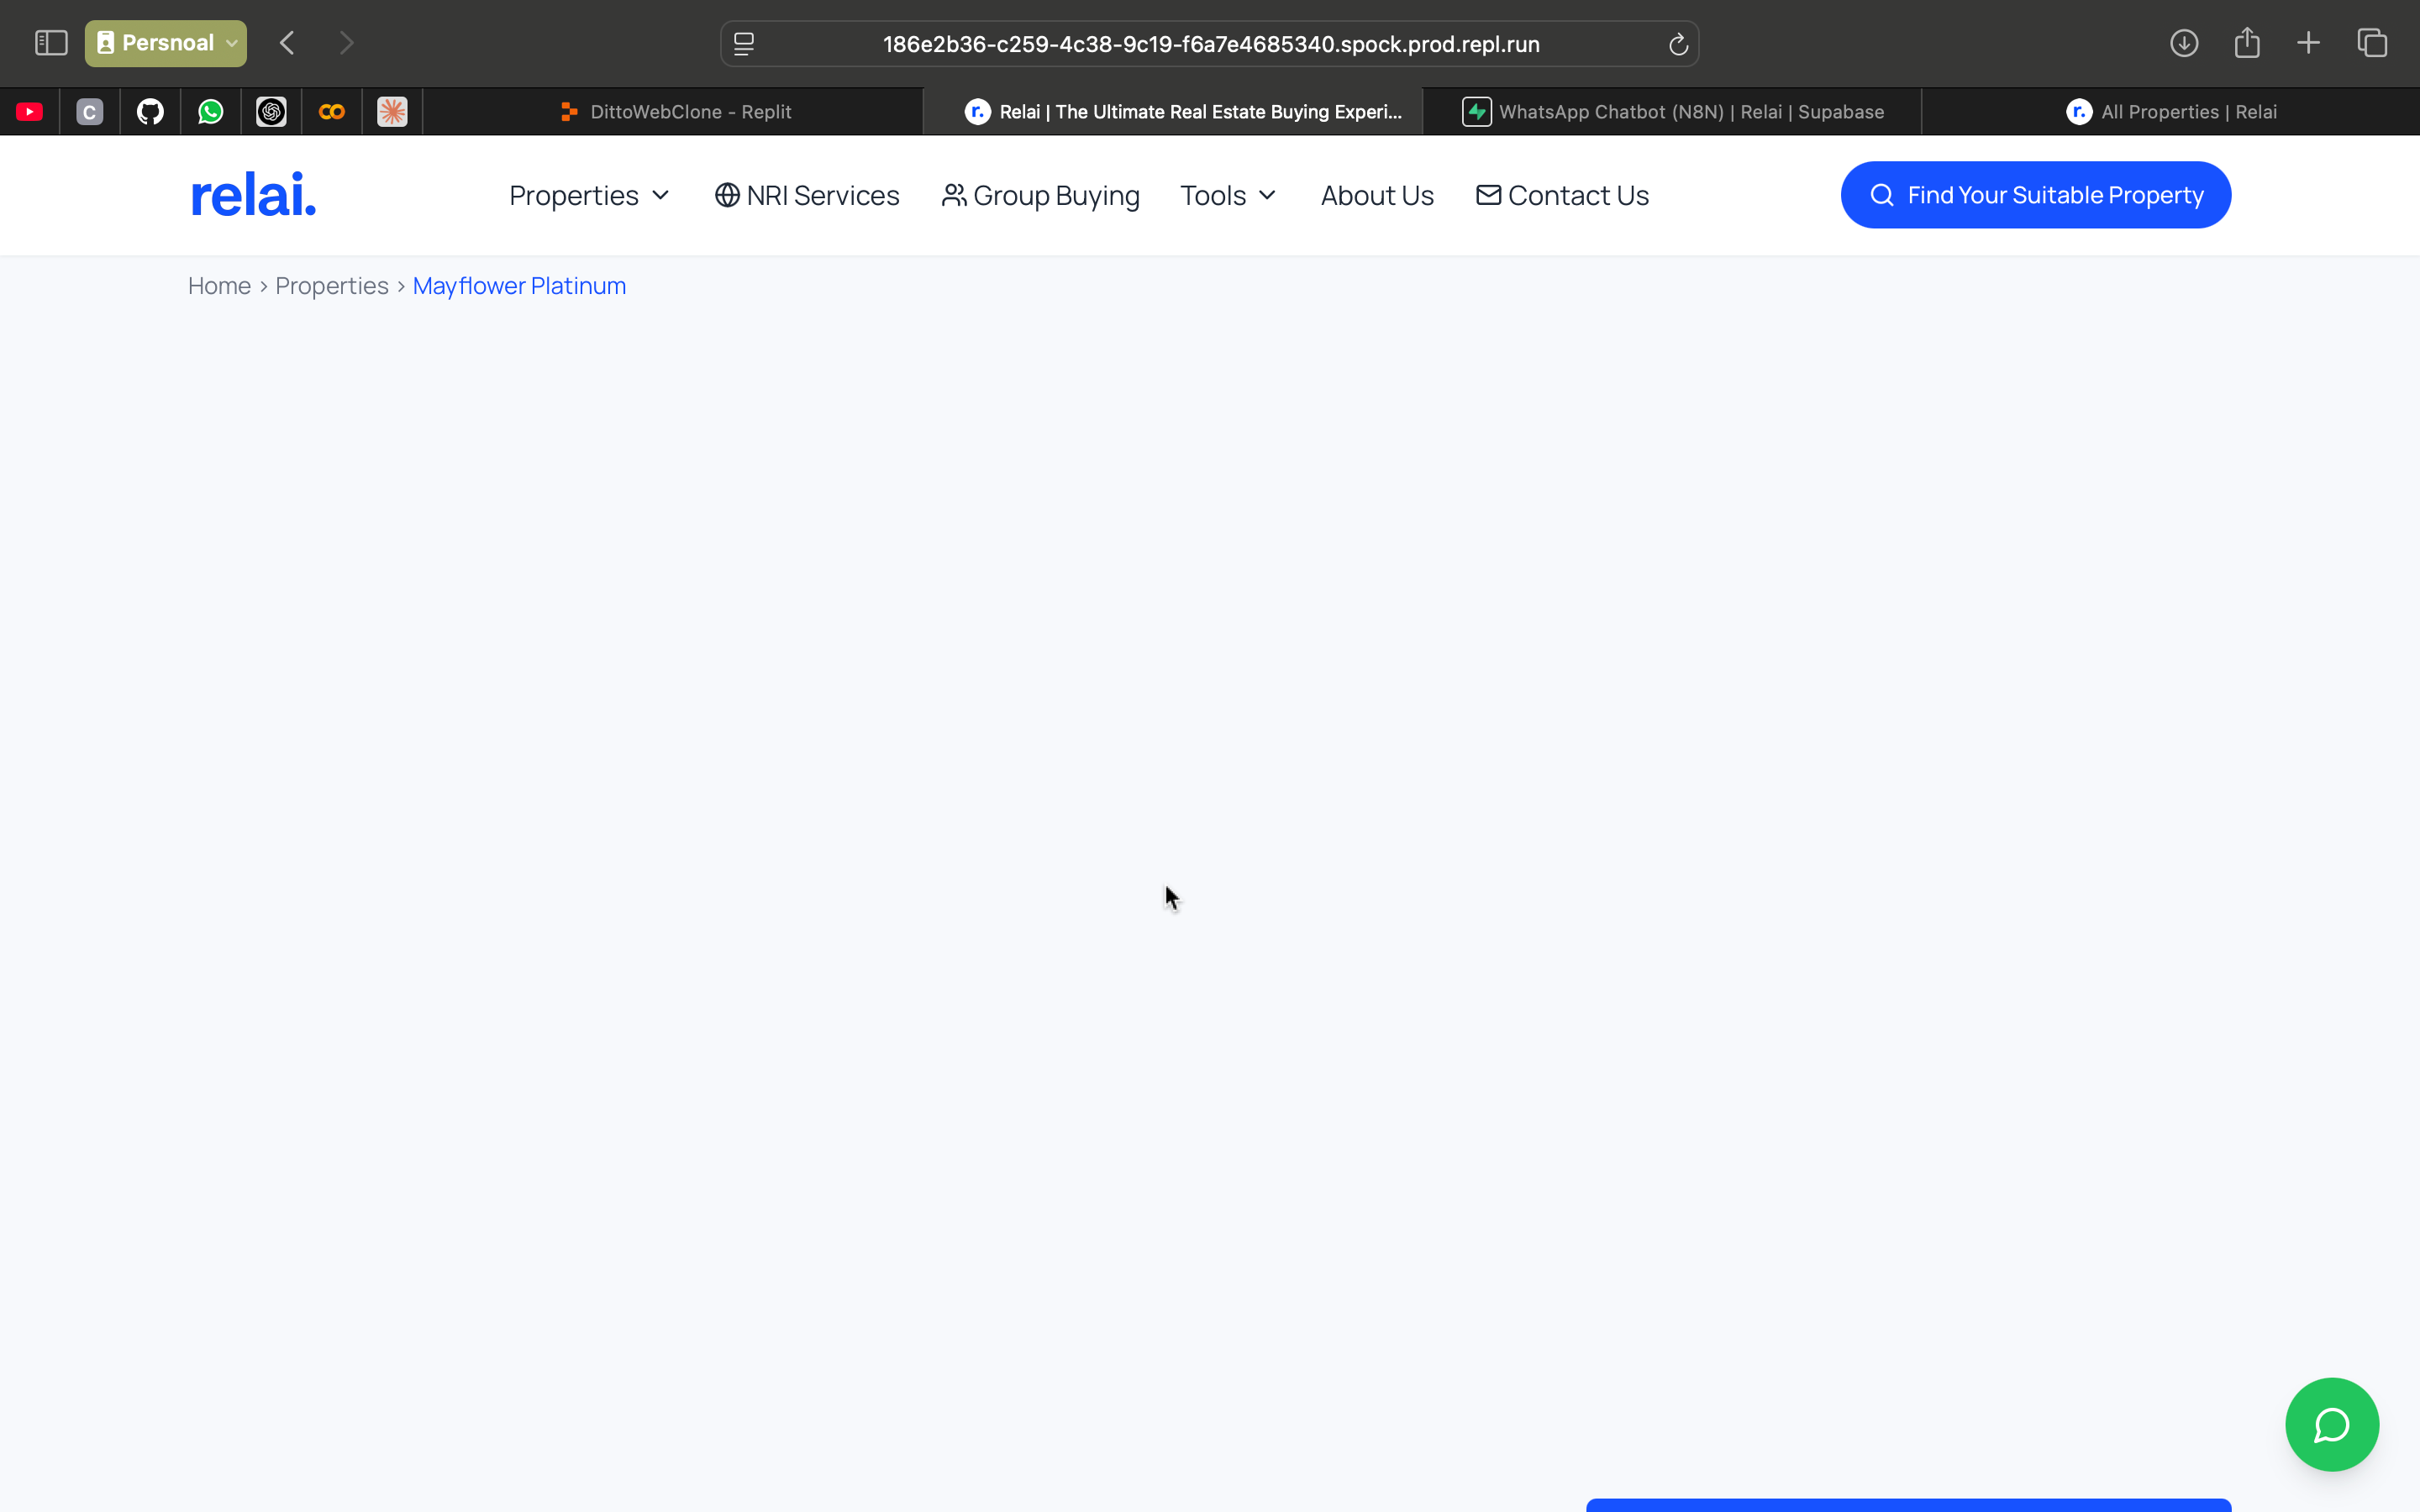 Persnoal
186e2b36-c259-4c38-9c19-f6a7e4685340.spock.prod.repl.run
C
DittoWebClone - Replit
r.
Relai | The Ultimate Real Estate Buying Experi...
WhatsApp Chatbot (N8N) | Relai | Supabase
r.
All Properties | Relai
relai.
Properties
NRI Services
Group Buying
Tools
About Us
Contact Us
Find Your Suitable Property
Home > Properties > Mayflower Platinum